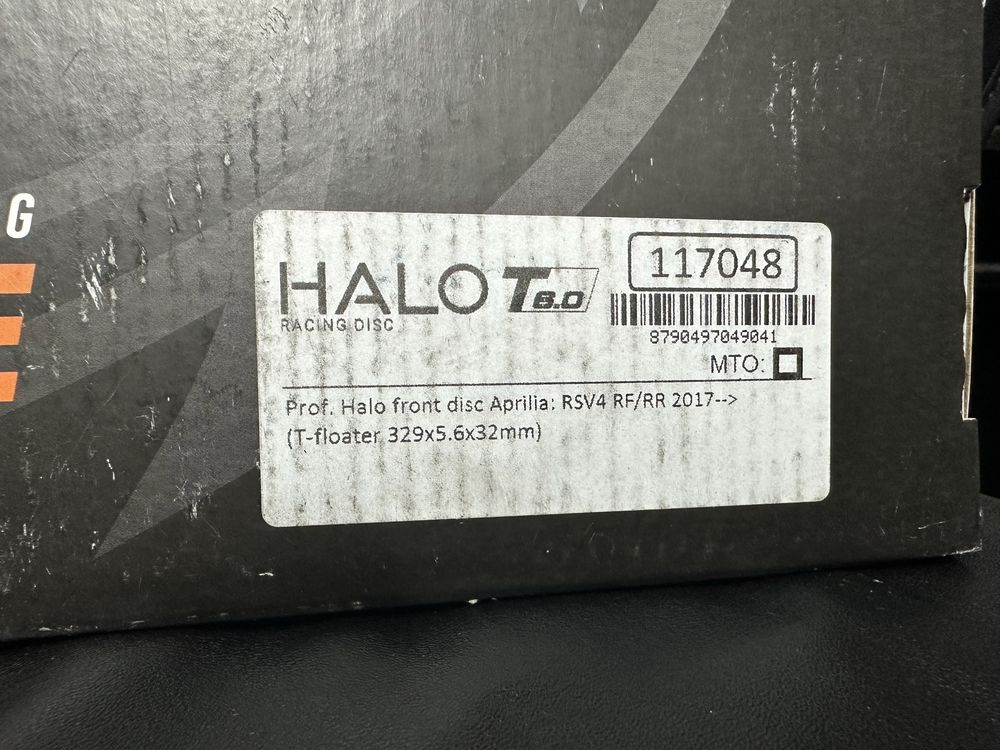 G
HALO T6.0
RACING DISC
117048
8790497049041
MTO:
Prof. Halo front disc Aprilia: RSV4 RF/RR 2017-->
(T-floater 329x5.6x32mm)